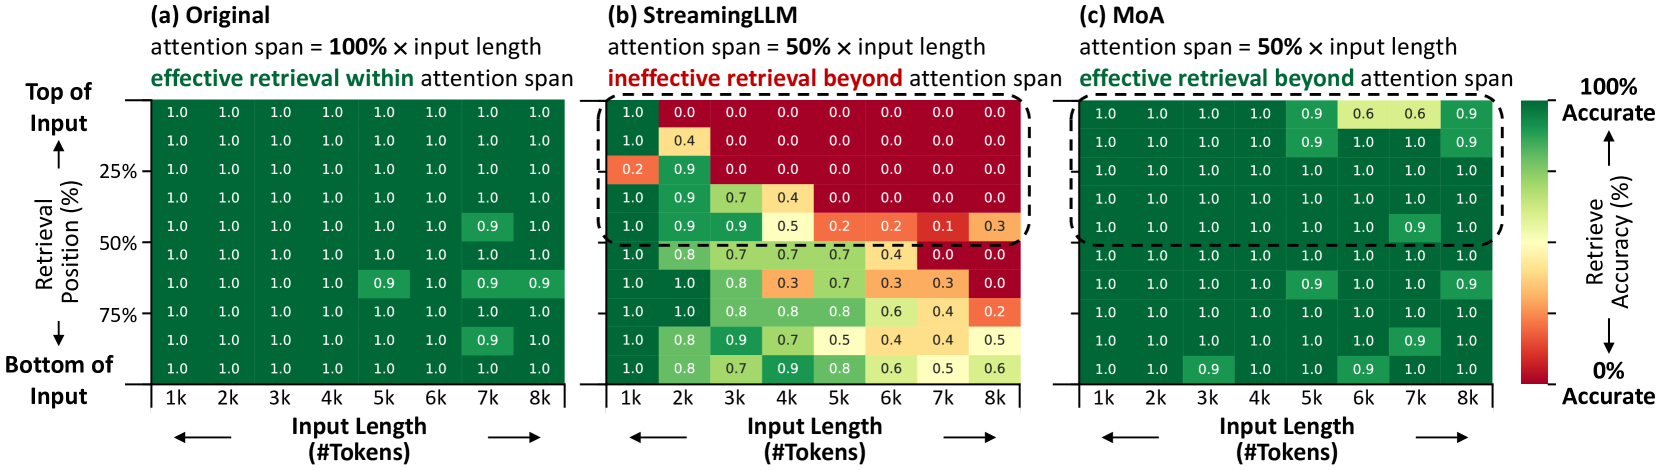 (a) Original
attention span = 100% × input length
effective retrieval within attention span
(b) StreamingLLM
attention span = 50% × input length
ineffective retrieval beyond attention span
(c) MoA
attention span = 50% × input length
effective retrieval beyond attention span
Top of
Input
25%
50%
75%
Retrieval
Position (%)
Bottom of
Input
1.0 1.0 1.0 1.0 1.0 1.0 1.0 1.0
1.0 1.0 1.0 1.0 1.0 1.0 1.0 1.0
1.0 1.0 1.0 1.0 1.0 1.0 1.0 1.0
1.0 1.0 1.0 1.0 1.0 1.0 1.0 1.0
1.0 1.0 1.0 1.0 1.0 1.0 0.9 1.0
1.0 1.0 1.0 1.0 1.0 1.0 1.0 1.0
1.0 1.0 1.0 1.0 0.9 1.0 0.9 0.9
1.0 1.0 1.0 1.0 1.0 1.0 1.0 1.0
1.0 1.0 1.0 1.0 1.0 1.0 0.9 1.0
1.0 1.0 1.0 1.0 1.0 1.0 1.0 1.0
1k 2k 3k 4k 5k 6k 7k 8k
Input Length
(#Tokens)
1.0 0.0 0.0 0.0 0.0 0.0 0.0 0.0
1.0 0.4 0.0 0.0 0.0 0.0 0.0 0.0
0.2 0.9 0.0 0.0 0.0 0.0 0.0 0.0
1.0 0.9 0.7 0.4 0.0 0.0 0.0 0.0
1.0 0.9 0.9 0.5 0.2 0.2 0.1 0.3
1.0 0.8 0.7 0.7 0.7 0.4 0.0 0.0
1.0 1.0 0.8 0.3 0.7 0.3 0.3 0.0
1.0 1.0 0.8 0.8 0.8 0.6 0.4 0.2
1.0 0.8 0.9 0.7 0.5 0.4 0.4 0.5
1.0 0.8 0.7 0.9 0.8 0.6 0.5 0.6
1k 2k 3k 4k 5k 6k 7k 8k
Input Length
(#Tokens)
1.0 1.0 1.0 1.0 0.9 0.6 0.6 0.9
1.0 1.0 1.0 1.0 0.9 1.0 1.0 0.9
1.0 1.0 1.0 1.0 1.0 1.0 1.0 1.0
1.0 1.0 1.0 1.0 1.0 1.0 1.0 1.0
1.0 1.0 1.0 1.0 1.0 1.0 0.9 1.0
1.0 1.0 1.0 1.0 1.0 1.0 1.0 1.0
1.0 1.0 1.0 1.0 0.9 1.0 1.0 0.9
1.0 1.0 1.0 1.0 1.0 1.0 1.0 1.0
1.0 1.0 1.0 1.0 1.0 1.0 0.9 1.0
1.0 1.0 0.9 1.0 1.0 0.9 1.0 1.0
1k 2k 3k 4k 5k 6k 7k 8k
Input Length
(#Tokens)
100%
Accurate
Retrieve
Accuracy (%)
0%
Accurate